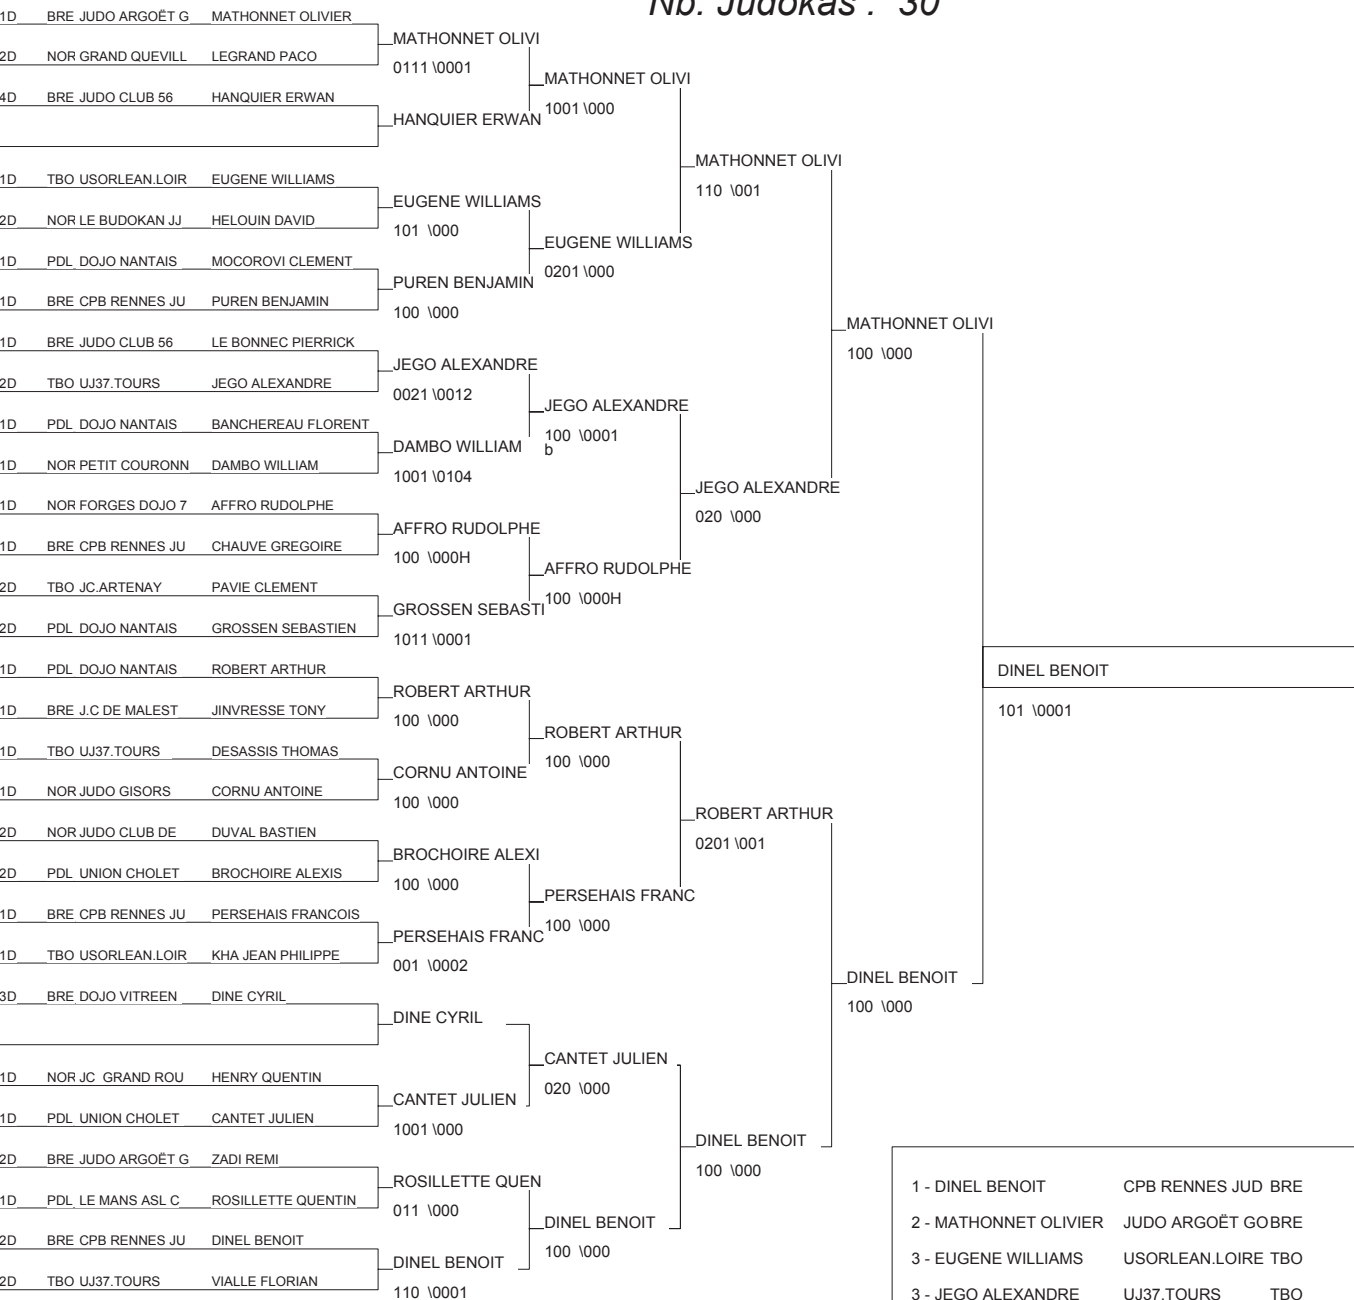 Nb. Judokas : 30
1D BRE JUDO ARGOËT G MATHONNET OLIVIER
MATHONNET OLIVI
2D NOR GRAND QUEVILL LEGRAND PACO
0111 \0001
MATHONNET OLIVI
4D BRE JUDO CLUB 56 HANQUIER ERWAN
1001 \000
HANQUIER ERWAN
MATHONNET OLIVI
1D TBO USORLEAN.LOIR EUGENE WILLIAMS
110 \001
EUGENE WILLIAMS
2D NOR LE BUDOKAN JJ HELOUIN DAVID
101 \000
EUGENE WILLIAMS
1D PDL DOJO NANTAIS MOCOROVI CLEMENT
0201 \000
PUREN BENJAMIN
1D BRE CPB RENNES JU PUREN BENJAMIN
100 \000
MATHONNET OLIVI
1D BRE JUDO CLUB 56 LE BONNEC PIERRICK
100 \000
JEGO ALEXANDRE
2D TBO UJ37.TOURS JEGO ALEXANDRE
0021 \0012
JEGO ALEXANDRE
1D PDL DOJO NANTAIS BANCHEREAU FLORENT
100 \0001
b
DAMBO WILLIAM
1D NOR PETIT COURONN DAMBO WILLIAM
1001 \0104
JEGO ALEXANDRE
1D NOR FORGES DOJO 7 AFFRO RUDOLPHE
020 \000
AFFRO RUDOLPHE
1D BRE CPB RENNES JU CHAUVE GREGOIRE
100 \000H
AFFRO RUDOLPHE
2D TBO JC.ARTENAY PAVIE CLEMENT
100 \000H
GROSSEN SEBASTI
2D PDL DOJO NANTAIS GROSSEN SEBASTIEN
1011 \0001
1D PDL DOJO NANTAIS ROBERT ARTHUR
DINEL BENOIT
ROBERT ARTHUR
1D BRE J.C DE MALEST JINVRESSE TONY
101 \0001
100 \000
ROBERT ARTHUR
1D TBO UJ37.TOURS DESASSIS THOMAS
100 \000
CORNU ANTOINE
1D NOR JUDO GISORS CORNU ANTOINE
100 \000
ROBERT ARTHUR
2D NOR JUDO CLUB DE DUVAL BASTIEN
0201 \001
BROCHOIRE ALEXI
2D PDL UNION CHOLET BROCHOIRE ALEXIS
100 \000
PERSEHAIS FRANC
1D BRE CPB RENNES JU PERSEHAIS FRANCOIS
100 \000
PERSEHAIS FRANC
1D TBO USORLEAN.LOIR KHA JEAN PHILIPPE
001 \0002
DINEL BENOIT
3D BRE DOJO VITREEN DINE CYRIL
100 \000
DINE CYRIL
CANTET JULIEN
1D NOR JC GRAND ROU HENRY QUENTIN
020 \000
CANTET JULIEN
1D PDL UNION CHOLET CANTET JULIEN
1001 \000
DINEL BENOIT
2D BRE JUDO ARGOËT G ZADI REMI
100 \000
ROSILLETTE QUEN
1D PDL LE MANS ASL C ROSILLETTE QUENTIN
011 \000
DINEL BENOIT
2D BRE CPB RENNES JU DINEL BENOIT
100 \000
DINEL BENOIT
2D TBO UJ37.TOURS VIALLE FLORIAN
110 \0001
1 - DINEL BENOIT CPB RENNES JUD BRE
2 - MATHONNET OLIVIER JUDO ARGOËT GO BRE
3 - EUGENE WILLIAMS USORLEAN.LOIRE TBO
3 - JEGO ALEXANDRE UJ37.TOURS TBO